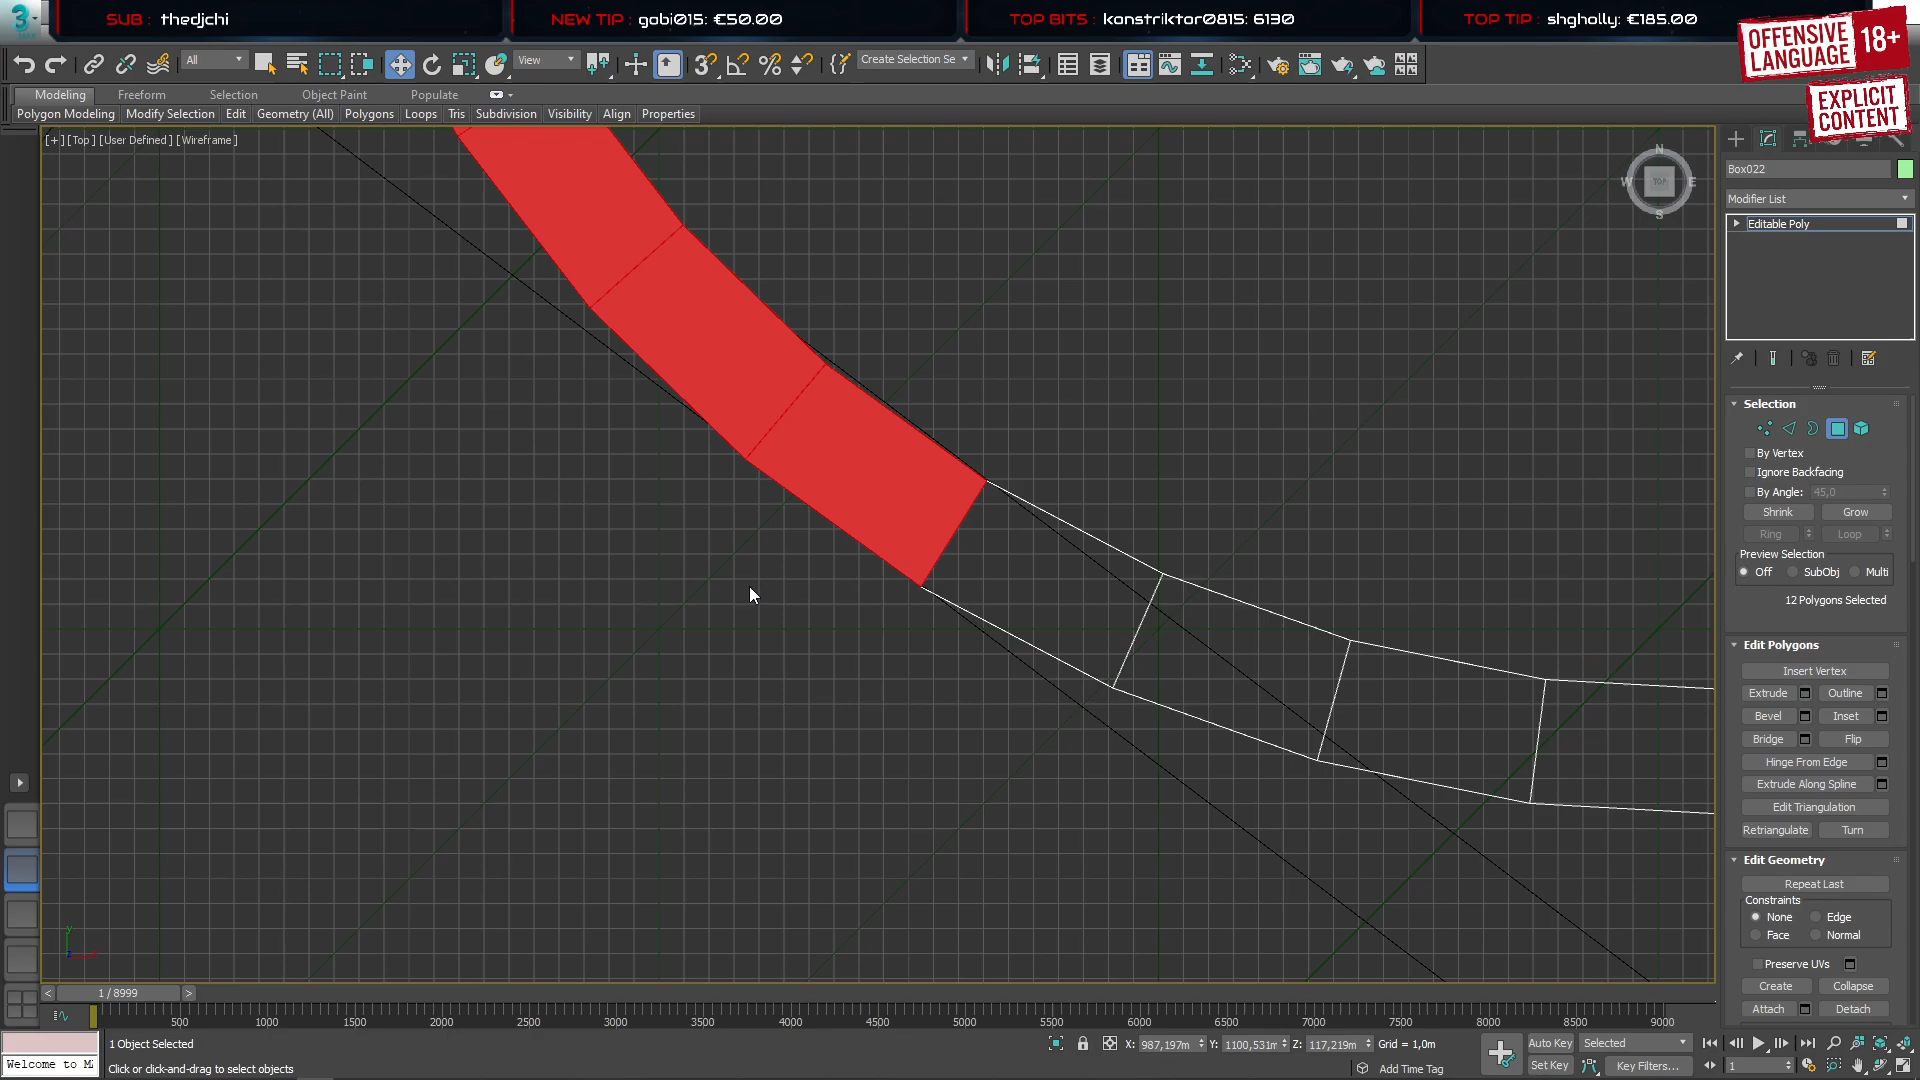 SUB : thedjchi
NEW TIP : gabi015: €50.00
TOP BITS : konstriktor0815: 6130
TOP TIP : shgholly: €185.00
OFFENSIVE LANGUAGE 18+
EXPLICIT CONTENT
All
View
Create Selection Se
Modeling Freeform Selection Object Paint Populate
Polygon Modeling Modify Selection Edit Geometry (All) Polygons Loops Tris Subdivision Visibility Align Properties
[+] [Top ] [User Defined ] [Wireframe ]
N
W TOP E
S
Box022
Modifier List
Editable Poly
Selection
By Vertex
Ignore Backfacing
By Angle: 45,0
Shrink Grow
Ring Loop
Preview Selection
Off SubObj Multi
12 Polygons Selected
Edit Polygons
Insert Vertex
Extrude Outline
Bevel Inset
Bridge Flip
Hinge From Edge
Extrude Along Spline
Edit Triangulation
Retriangulate Turn
Edit Geometry
Repeat Last
Constraints
None Edge
Face Normal
Preserve UVs
Create Collapse
Attach Detach
y
< 1 / 8999 >
500 1000 1500 2000 2500 3000 3500 4000 4500 5000 5500 6000 6500 7000 7500 8000 8500 9000
1 Object Selected
X: 987,197m Y: 1100,531m Z: 117,219m Grid = 1,0m
Auto Key Selected
Welcome to M
Click or click-and-drag to select objects
Add Time Tag
Set Key Key Filters... 1